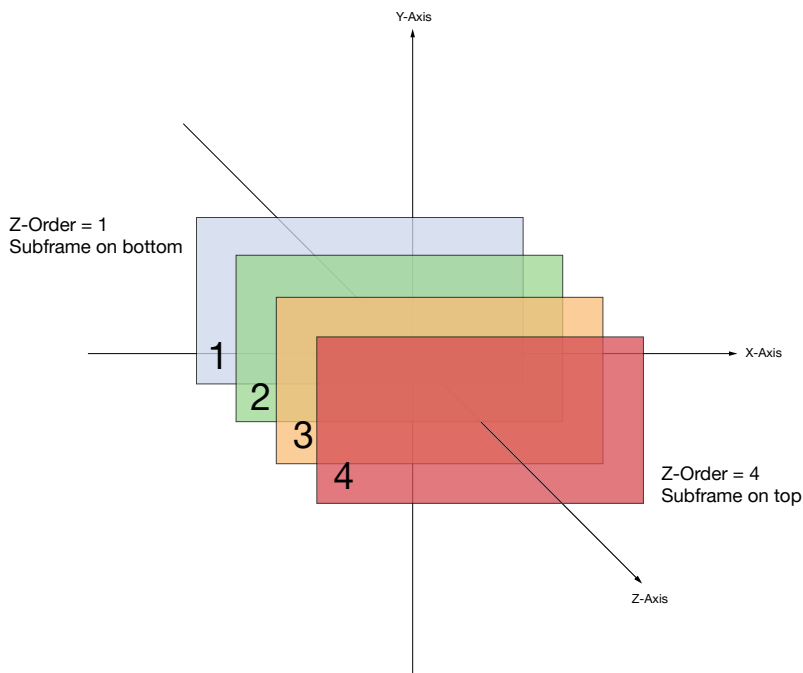 Y-Axis
Z-Order = 1
Subframe on bottom
1
X-Axis
2
3
4
Z-Order = 4
Subframe on top
Z-Axis